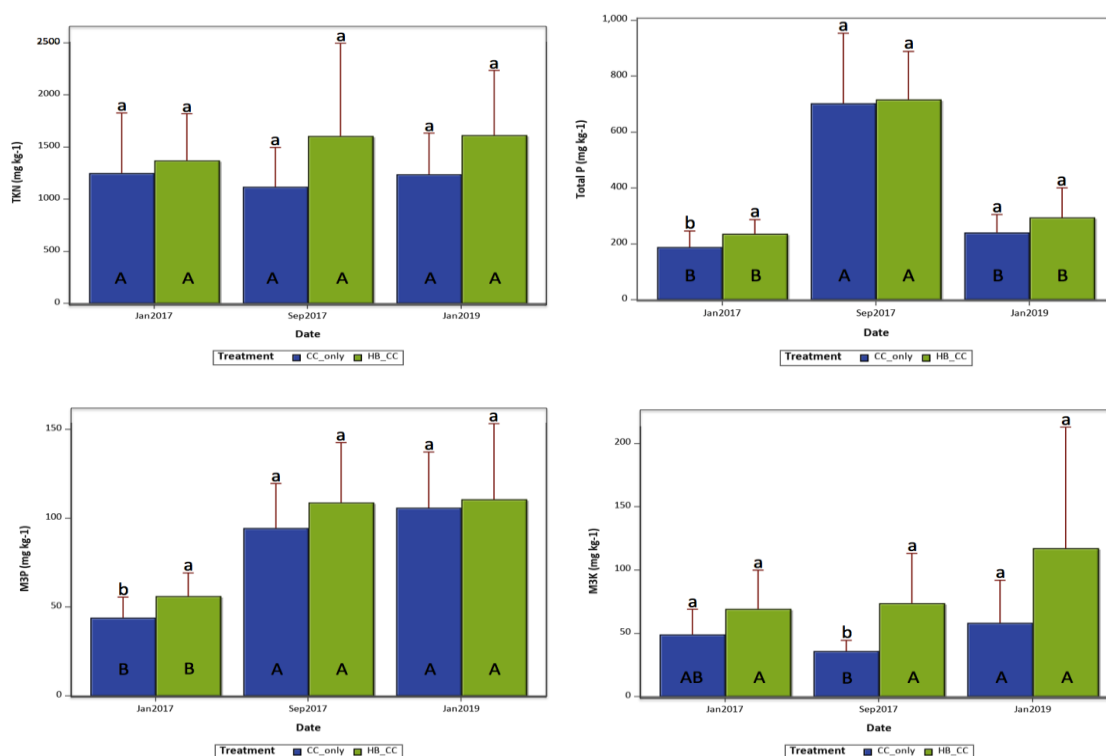 TKN (mg kg-1)
2500
2000
1500
1000
500
0
a a a a a a
A A A A A A
Jan2017 Sep2017 Jan2019
Date
Treatment CC_only HB_CC
Total P (mg kg-1)
1,000
800
600
400
200
0
b a a a a a
B B A A B B
Jan2017 Sep2017 Jan2019
Date
Treatment CC_only HB_CC
M3P (mg kg-1)
150
100
50
0
b a a a a a
B B A A A A
Jan2017 Sep2017 Jan2019
Date
Treatment CC_only HB_CC
M3K (mg kg-1)
200
150
100
50
0
a a b a a a
AB A B A A A
Jan2017 Sep2017 Jan2019
Date
Treatment CC_only HB_CC